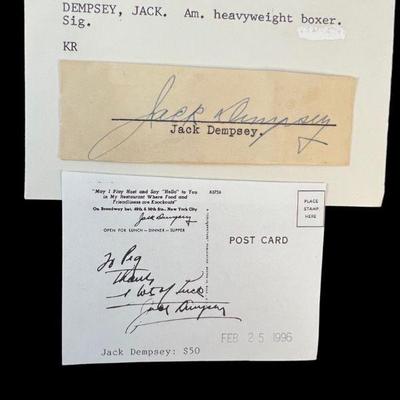 DEMPSEY, JACK. Am. heavyweight boxer.
Sig.
KR
Jack Dempsey
Jack Dempsey.
"May I Play Host and Say "Hello" to You
in My Restaurant Where Food and
Friendliness are Knockouts"
On Broadway bet. 49th & 50th Sts., New York City
Jack Dempsey
OPEN FOR LUNCH - DINNER - SUPPER
PLACE
STAMP
HERE
POST CARD
To Peg
Thanks
& lots of Luck
Jack Dempsey
FEB 25 1996
Jack Dempsey: $50